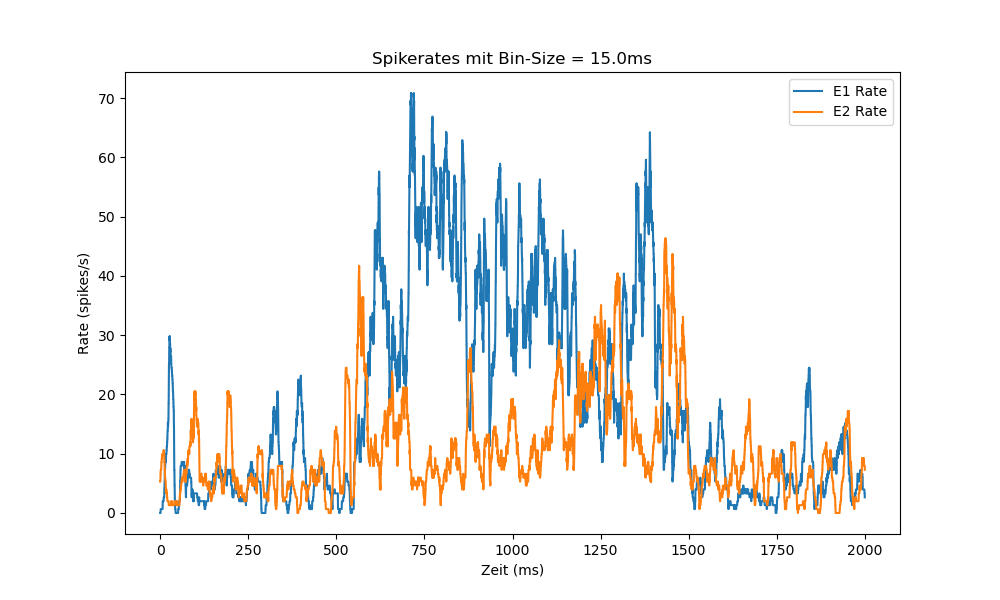 Spikerates mit Bin-Size = 15.0ms
E1 Rate
E2 Rate
Rate (spikes/s)
70
60
50
40
30
20
10
0
0 250 500 750 1000 1250 1500 1750 2000
Zeit (ms)